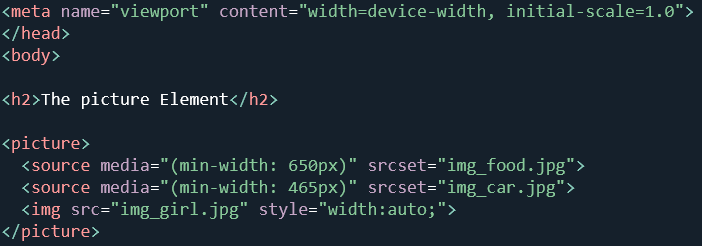 <meta name="viewport" content="width=device-width, initial-scale=1.0">
</head>
<body>
<h2>The picture Element</h2>
<picture>
<source media="(min-width: 650px)" srcset="img_food.jpg">
<source media="(min-width: 465px)" srcset="img_car.jpg">
<img src="img_girl.jpg" style="width:auto;">
</picture>